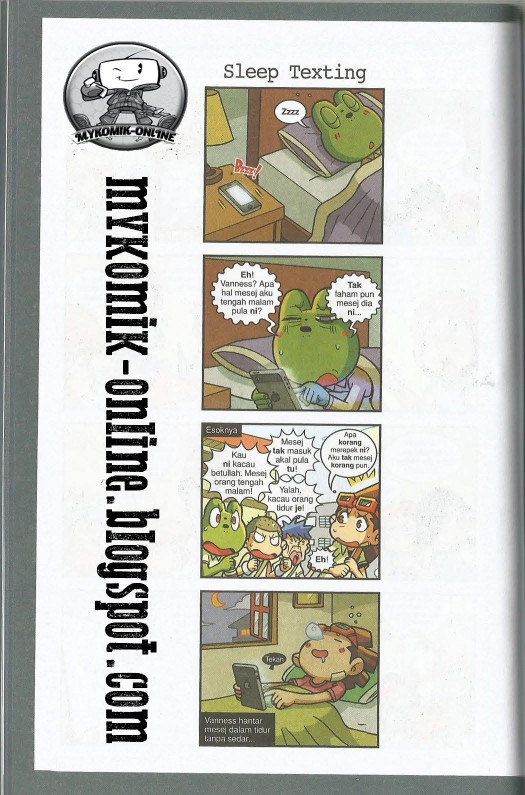 MYKOMIK-ONLINE
mykomik-online.blogspot.com
Sleep Texting
Zzzz
Bzzz!
Eh!
Vanness? Apa
hal mesej aku
tengah malam
pula ni?
Tak
faham pun
mesej dia
ni...
Esoknya
Kau
ni kacau
betullah. Mesej
orang tengah
malam!
Mesej
tak masuk
akal pula
tu!
Yalah,
kacau orang
tidur je!
Apa
korang
merepek ni?
Aku tak mesej
korang pun.
Eh!
Tekan
Vanness hantar
mesej dalam tidur
tanpa sedar...